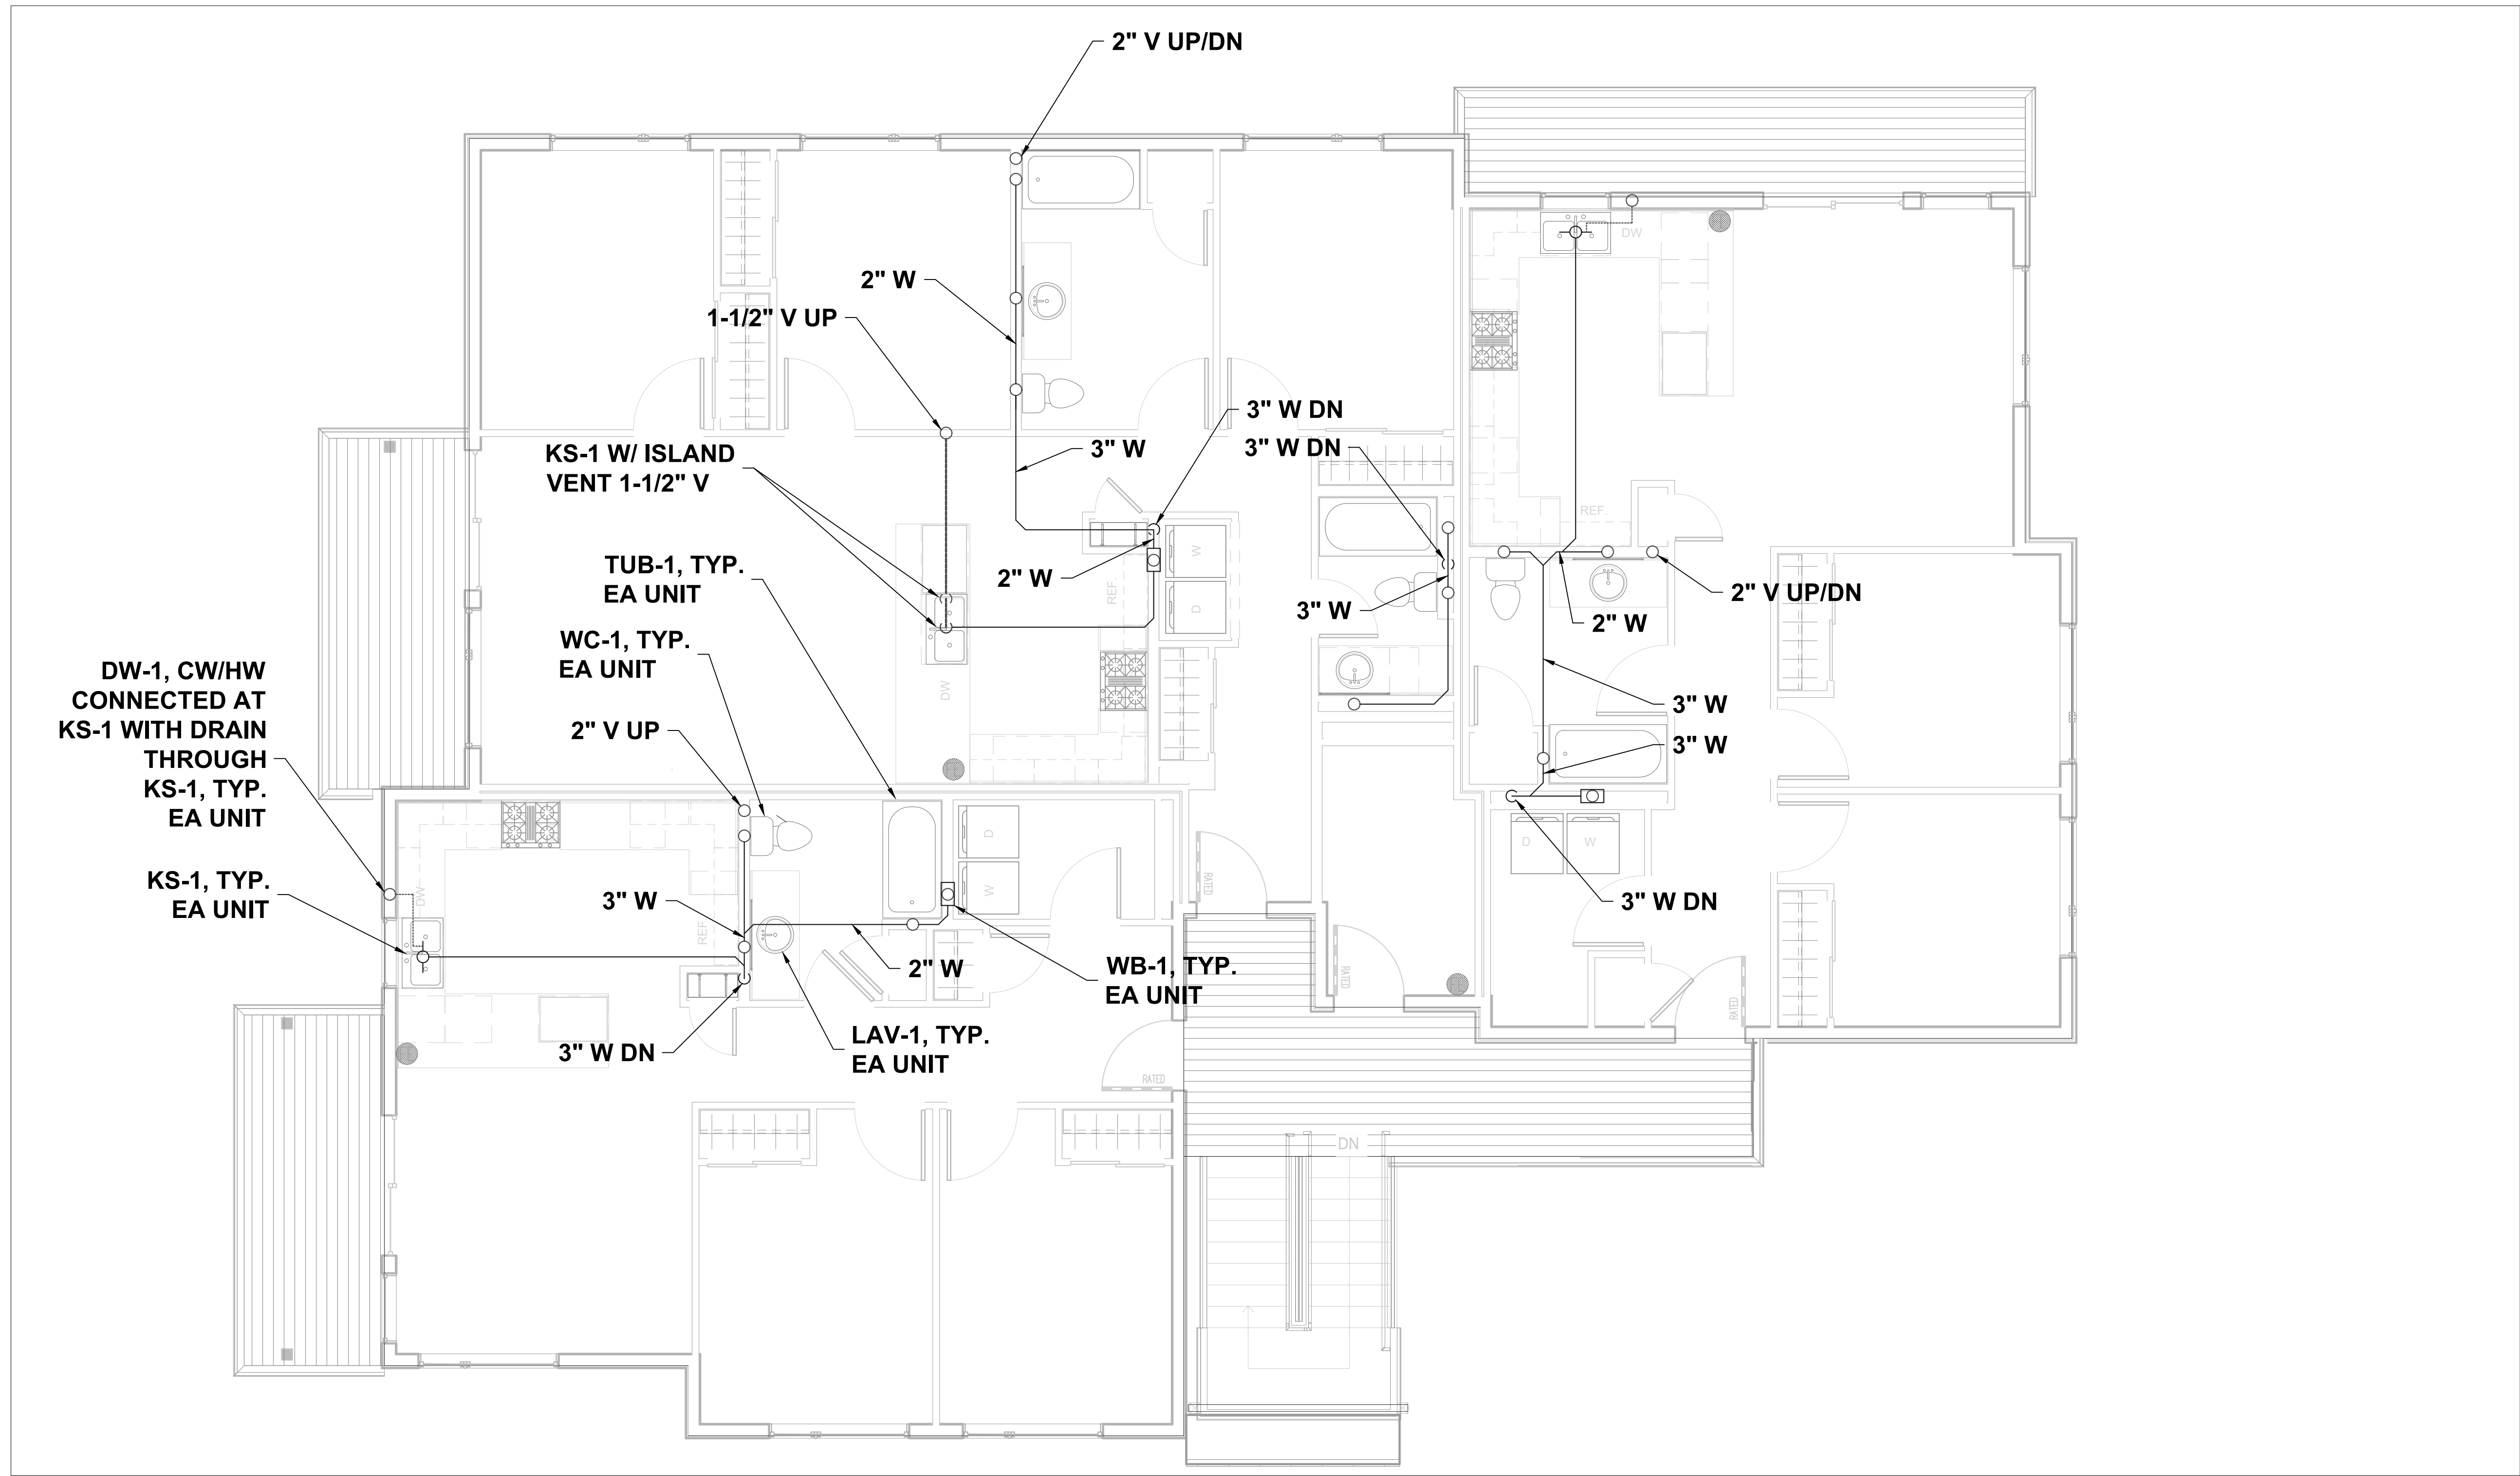 2" V UP/DN
DW
2" W
1-1/2" V UP
3" W DN
3" W DN
3" W
KS-1 W/ ISLAND
VENT 1-1/2" V
REF.
W
D
2" W
TUB-1, TYP.
EA UNIT
REF.
3" W
2" V UP/DN
2" W
WC-1, TYP.
EA UNIT
DW
DW-1, CW/HW
CONNECTED AT
KS-1 WITH DRAIN
THROUGH
KS-1, TYP.
EA UNIT
2" V UP
3" W
3" W
D
W
D
W
KS-1, TYP.
EA UNIT
DW
3" W
REF.
RATED
3" W DN
2" W
WB-1, TYP.
EA UNIT
RATED
RATED
3" W DN
LAV-1, TYP.
EA UNIT
RATED
DN